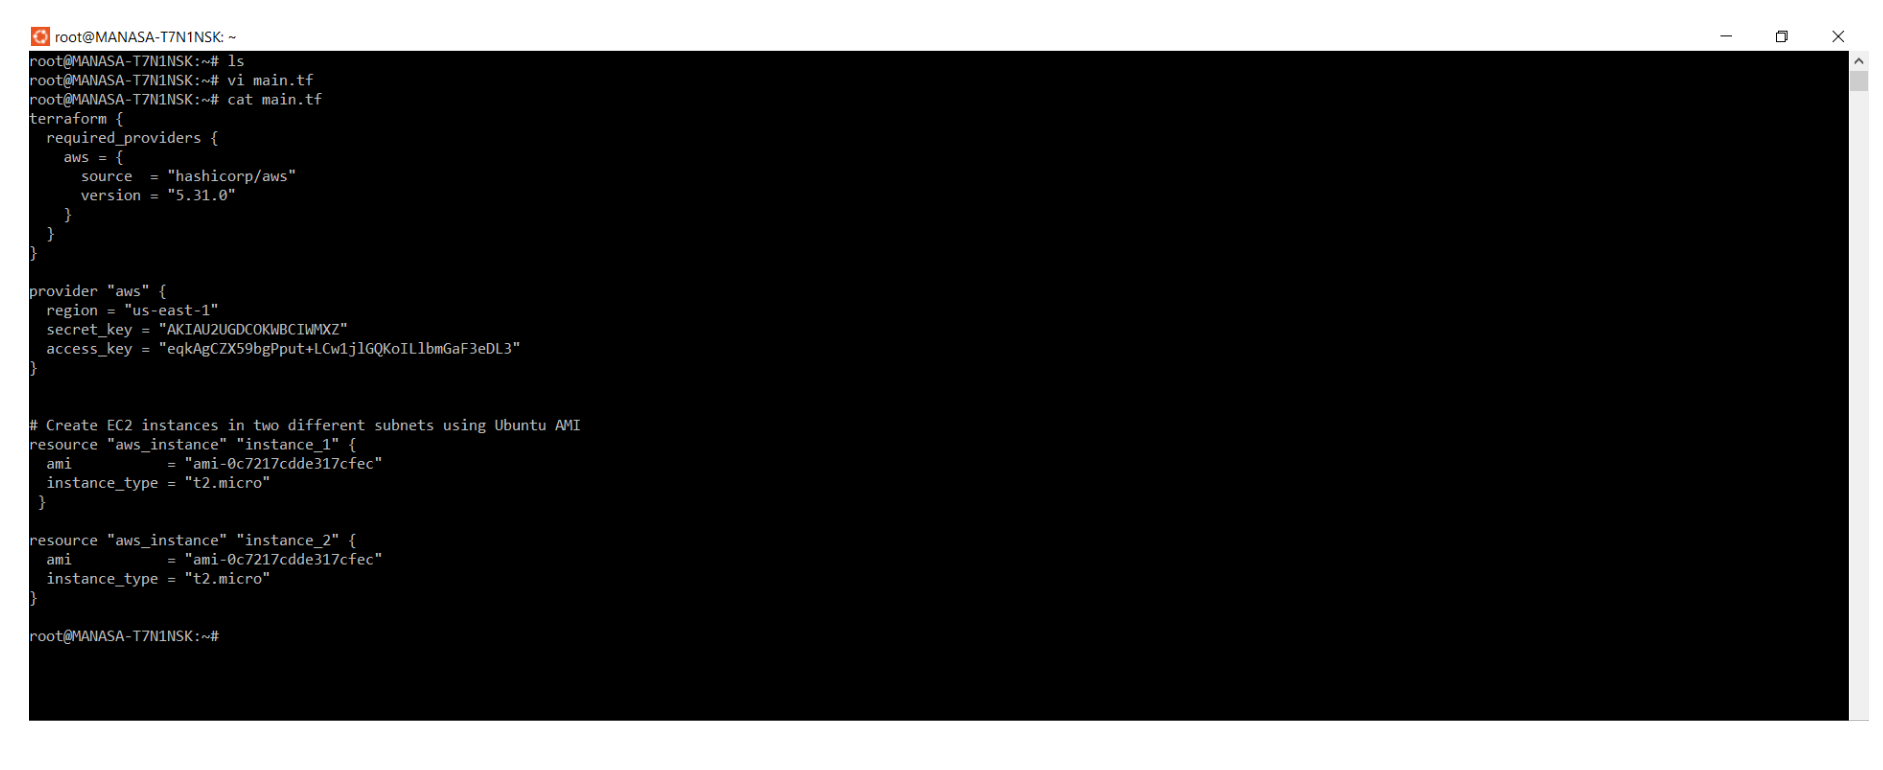 root@MANASA-T7N1NSK: ~
root@MANASA-T7N1NSK:~# ls
root@MANASA-T7N1NSK:~# vi main.tf
root@MANASA-T7N1NSK:~# cat main.tf
terraform {
  required_providers {
    aws = {
      source  = "hashicorp/aws"
      version = "5.31.0"
    }
  }
}

provider "aws" {
  region = "us-east-1"
  secret_key = "AKIAU2UGDCOKWBCIWMXZ"
  access_key = "eqkAgCZX59bgPput+LCw1jlGQKoILlbmGaF3eDL3"
}

# Create EC2 instances in two different subnets using Ubuntu AMI
resource "aws_instance" "instance_1" {
  ami           = "ami-0c7217cdde317cfec"
  instance_type = "t2.micro"
 }

resource "aws_instance" "instance_2" {
  ami           = "ami-0c7217cdde317cfec"
  instance_type = "t2.micro"
}

root@MANASA-T7N1NSK:~#